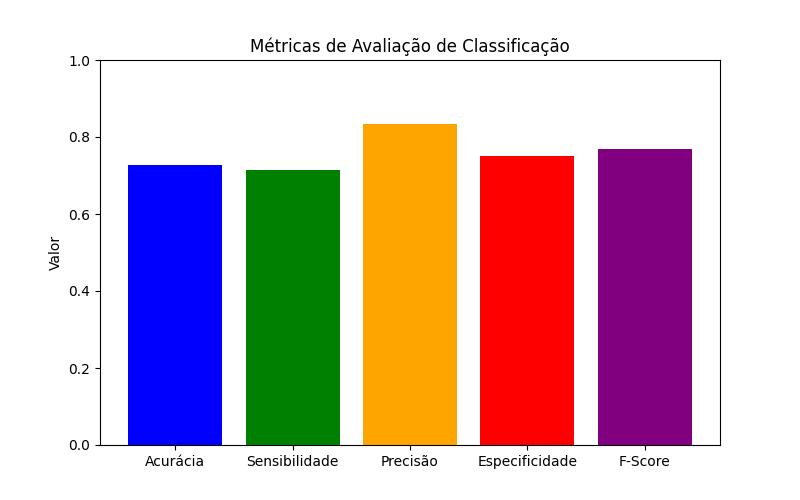 Métricas de Avaliação de Classificação
1.0
0.8
0.6
0.4
0.2
0.0
Valor
Acurácia Sensibilidade Precisão Especificidade F-Score